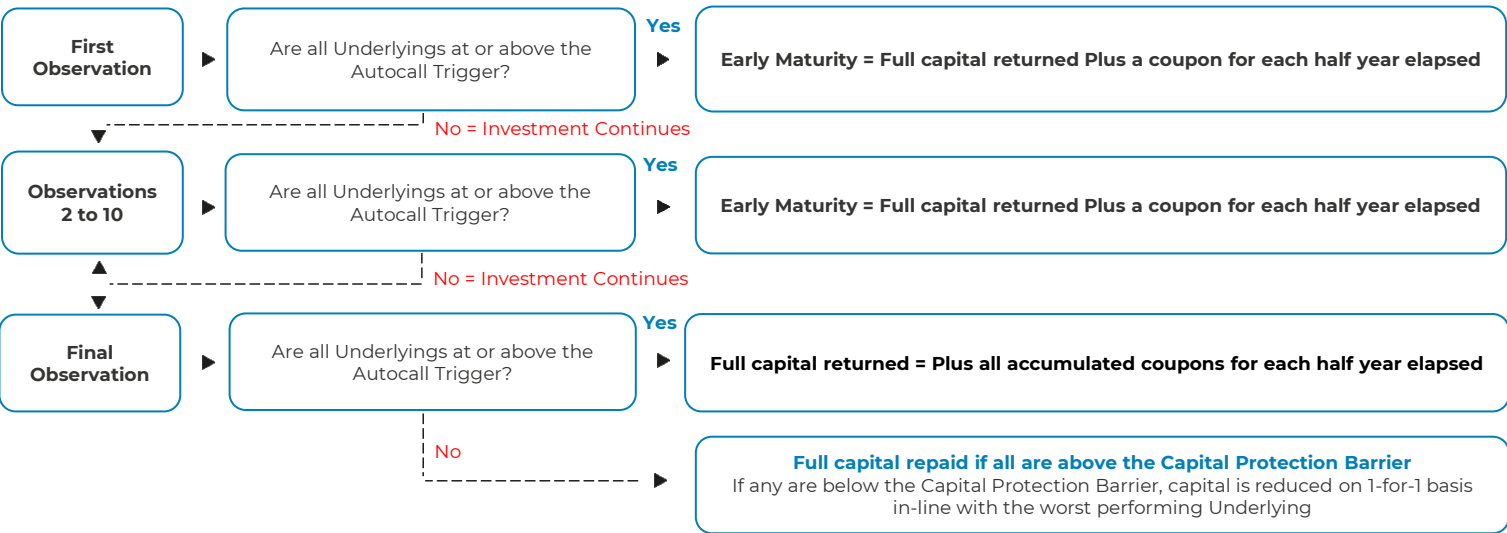 First
Observation
Are all Underlyings at or above the
Autocall Trigger?
Yes
Early Maturity = Full capital returned Plus a coupon for each half year elapsed
No = Investment Continues
Observations
2 to 10
Are all Underlyings at or above the
Autocall Trigger?
Yes
Early Maturity = Full capital returned Plus a coupon for each half year elapsed
No = Investment Continues
Final
Observation
Are all Underlyings at or above the
Autocall Trigger?
Yes
Full capital returned = Plus all accumulated coupons for each half year elapsed
No
Full capital repaid if all are above the Capital Protection Barrier
If any are below the Capital Protection Barrier, capital is reduced on 1-for-1 basis
in-line with the worst performing Underlying